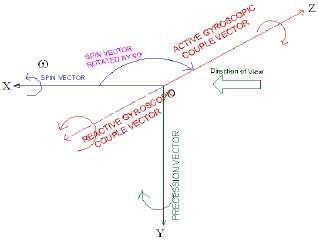 Z
ACTIVE GYROSCOPIC
COUPLE VECTOR
SPIN VECTOR
ROTATED BY 90°
ω
SPIN VECTOR
Direction of View
X
O
REACTIVE GYROSCOPIC
COUPLE VECTOR
PRECESSION VECTOR
Y